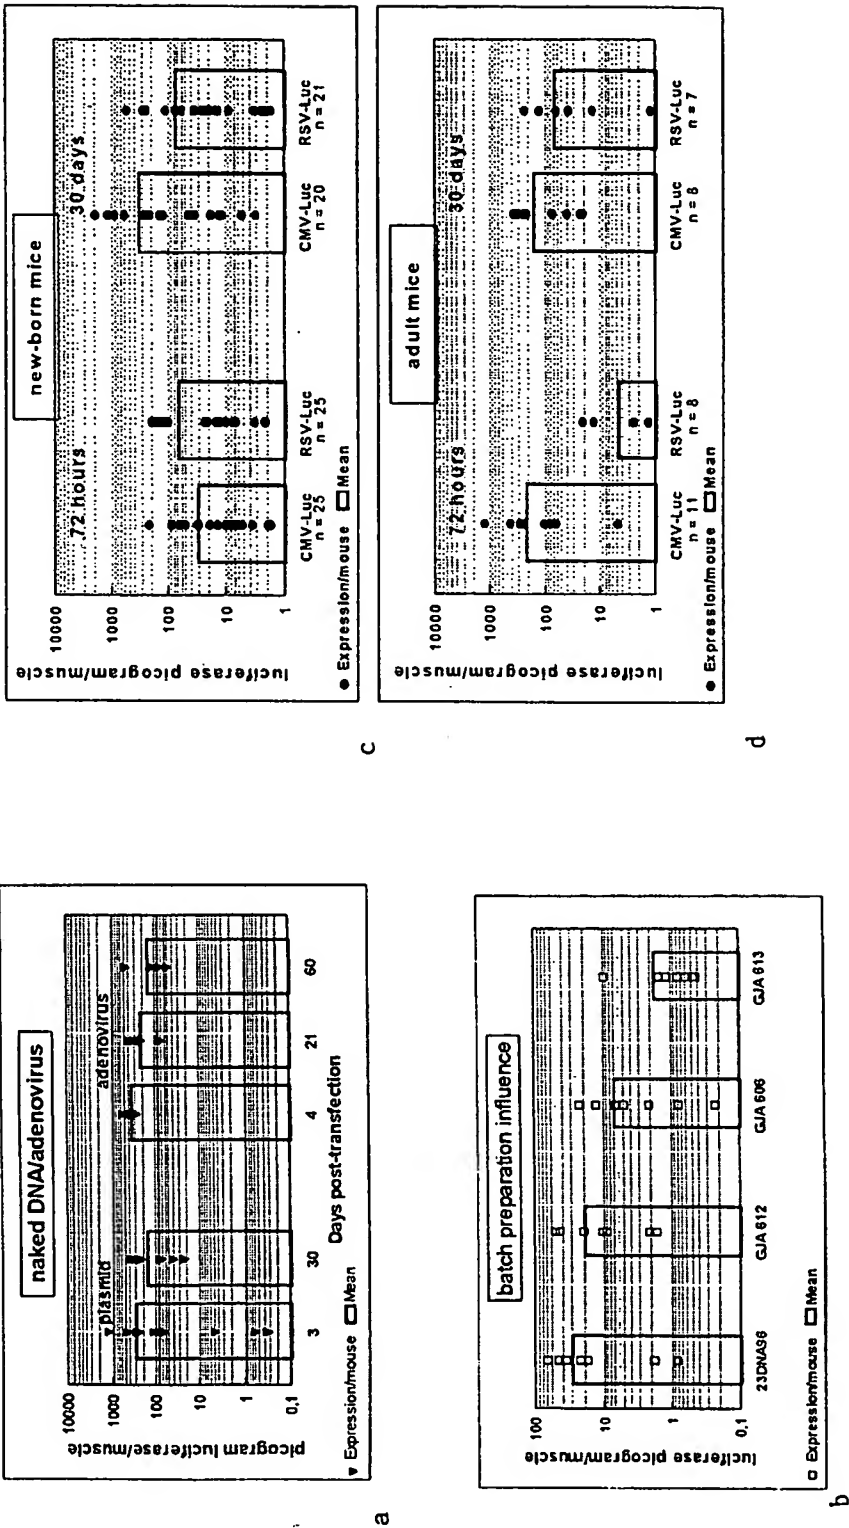 naked DNA/adenovirus
picogram luciferase/muscle
10000
1000
100
10
1
0,1
plasmid
adenovirus
3
30
4
21
60
Days post-transfection
Expression/mouse Mean
a
batch preparation influence
luciferase picogram/muscle
100
10
1
0,1
23DNA96
GJA 612
GJA 606
GJA 613
Expression/mouse Mean
b
new-born mice
luciferase picogram/muscle
10000
1000
100
10
1
72 hours
30 days
CMV-Luc
n = 25
RSV-Luc
n = 25
CMV-Luc
n = 20
RSV-Luc
n = 21
Expression/mouse Mean
c
adult mice
luciferase picogram/muscle
10000
1000
100
10
1
72 hours
30 days
CMV-Luc
n = 11
RSV-Luc
n = 8
CMV-Luc
n = 8
RSV-Luc
n = 7
Expression/mouse Mean
d